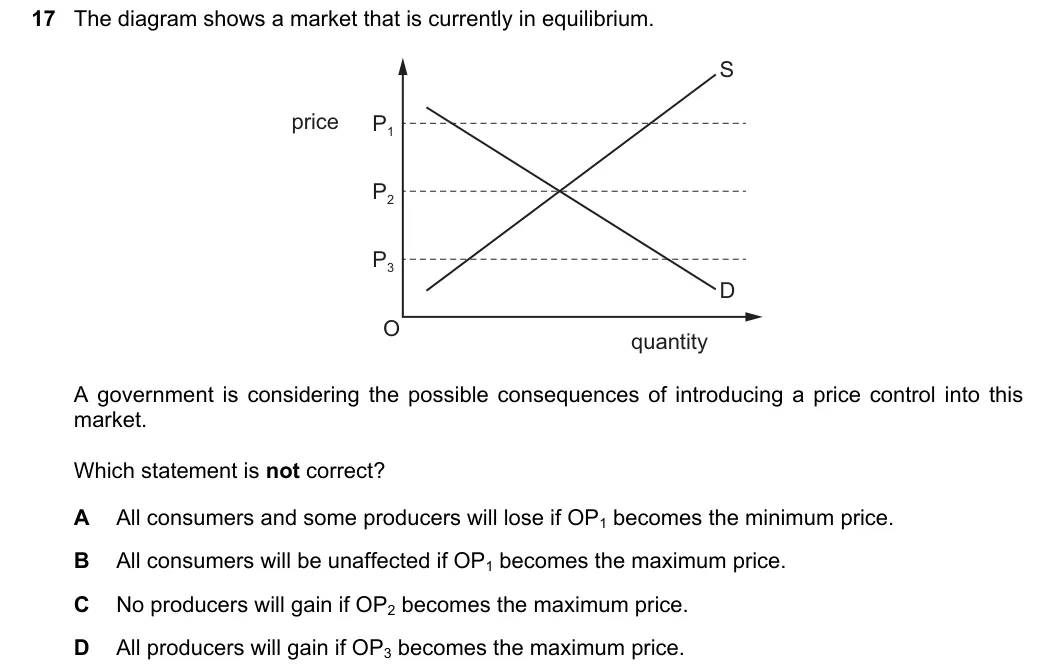 17 The diagram shows a market that is currently in equilibrium.
S
price P1
P2
P3
D
O
quantity
A government is considering the possible consequences of introducing a price control into this
market.
Which statement is not correct?
A All consumers and some producers will lose if OP1 becomes the minimum price.
B All consumers will be unaffected if OP1 becomes the maximum price.
C No producers will gain if OP2 becomes the maximum price.
D All producers will gain if OP3 becomes the maximum price.